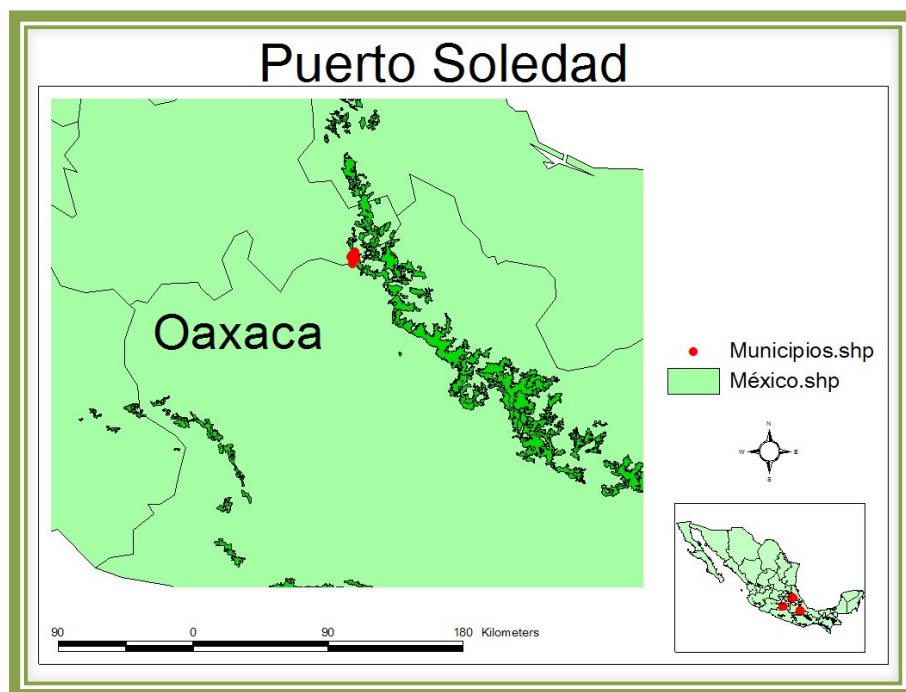 Puerto Soledad
Oaxaca
Municipios.shp
México.shp
N
W E
S
90 0 90 180 Kilometers